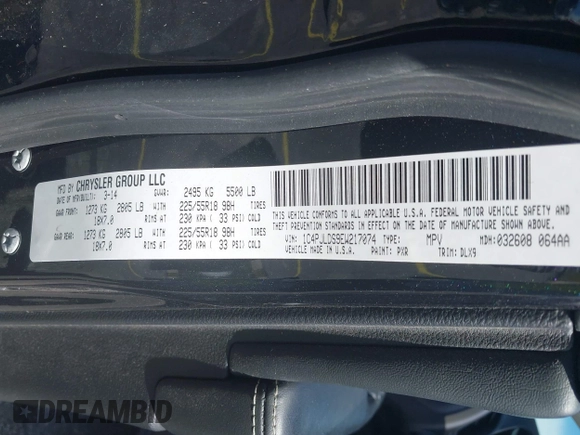 MFD BY CHRYSLER GROUP LLC
DATE OF MFR(BUILT): 3-14 GVWR: 2495 KG 5500 LB
GAWR FRONT: 1273 KG 2805 LB WITH 225/55R18 98H TIRES
18X7.0 RIMS AT 230 KPA ( 33 PSI) COLD
GAWR REAR: 1273 KG 2805 LB WITH 225/55R18 98H TIRES
18X7.0 RIMS AT 230 KPA ( 33 PSI) COLD
THIS VEHICLE CONFORMS TO ALL APPLICABLE U.S.A. FEDERAL MOTOR VEHICLE SAFETY AND
THEFT PREVENTION STANDARDS IN EFFECT ON THE DATE OF MANUFACTURE SHOWN ABOVE.
VIN: 1C4PJLDS9EW217074 TYPE: MPV MDH: 032608 064AA
VEHICLE MADE IN U.S.A. PAINT: PXR TRIM: DLX9
DREAMBID